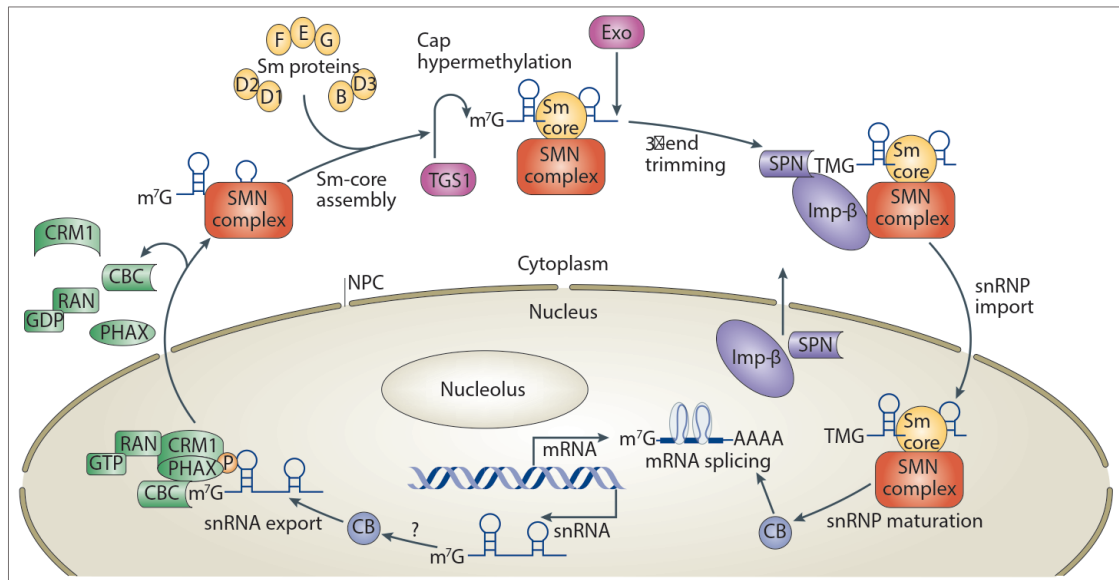 F
E
G
Sm proteins
D2
D1
B
D3
Cap
hypermethylation
Exo
m⁷G
Sm
core
SMN
complex
TGS1
3􀀀end
trimming
SPN
TMG
Sm
core
Imp-β
SMN
complex
m⁷G
SMN
complex
Sm-core
assembly
CRM1
CBC
RAN
GDP
PHAX
NPC
Cytoplasm
Nucleus
snRNP
import
Imp-β
SPN
Nucleolus
RAN
CRM1
GTP
PHAX
P
CBC
m⁷G
snRNA export
CB
?
m⁷G
snRNA
mRNA
m⁷G
AAAA
mRNA splicing
TMG
Sm
core
SMN
complex
CB
snRNP maturation